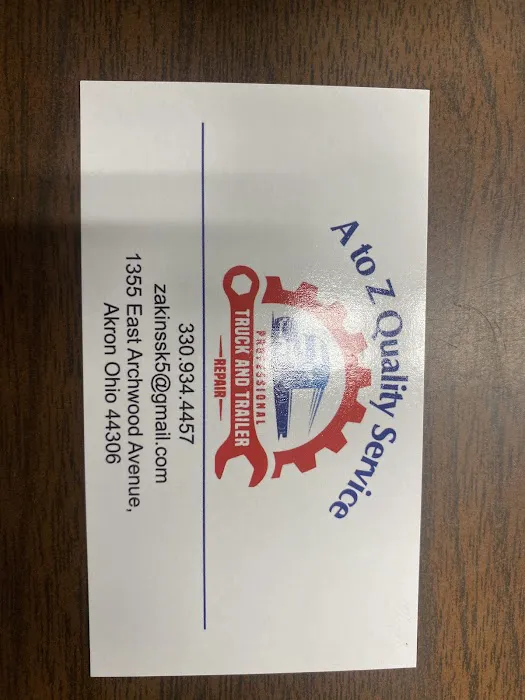 A to Z Quality Service
PROFESSIONAL
TRUCK AND TRAILER
REPAIR
330.934.4457
zakinssk5@gmail.com
1355 East Archwood Avenue,
Akron Ohio 44306